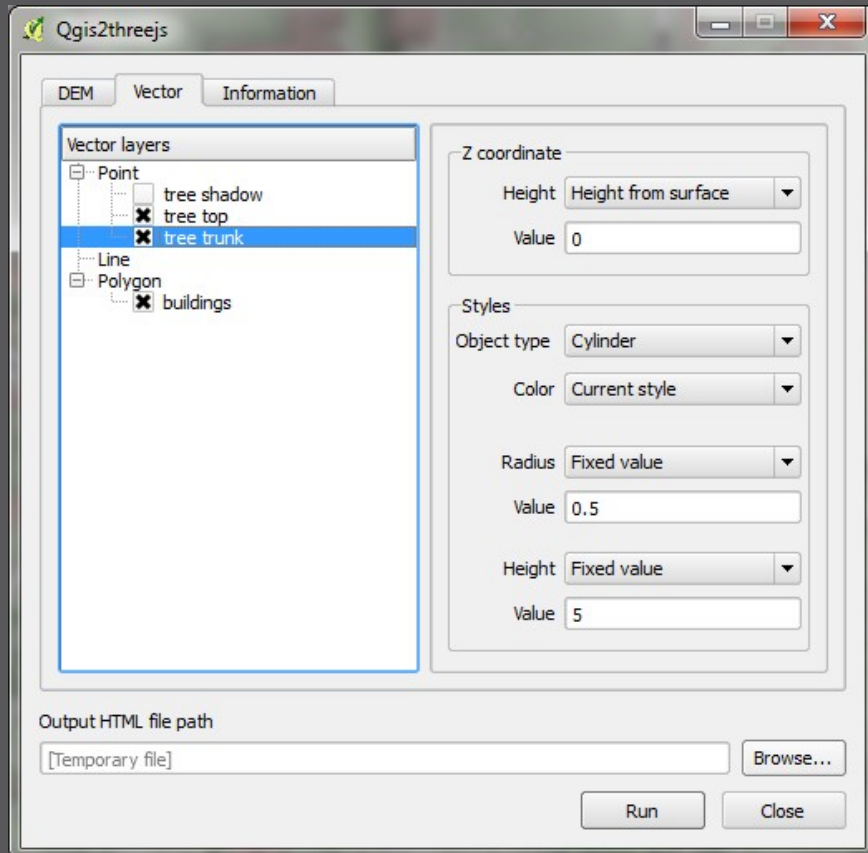 Qgis2threejs
DEM Vector Information
Vector layers
Point
tree shadow
tree top
tree trunk
Line
Polygon
buildings
Z coordinate
Height Height from surface
Value 0
Styles
Object type Cylinder
Color Current style
Radius Fixed value
Value 0.5
Height Fixed value
Value 5
Output HTML file path
[Temporary file] Browse...
Run Close